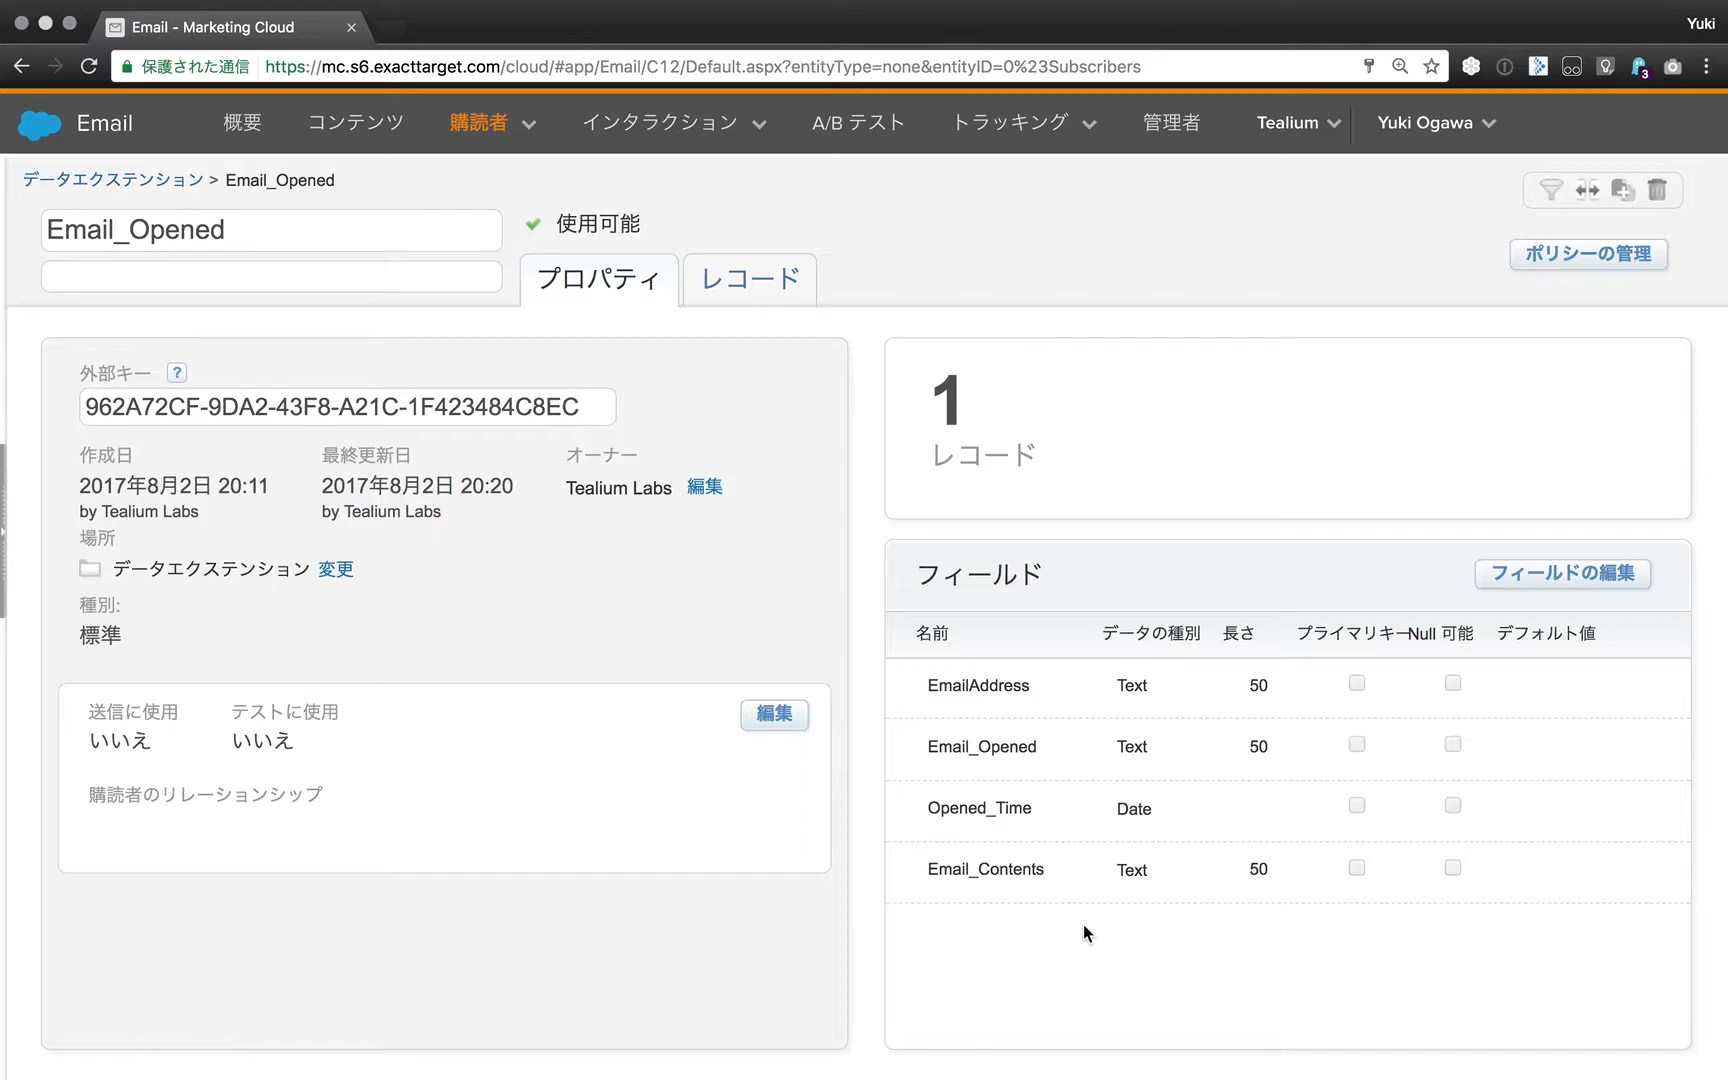 Email - Marketing Cloud
Yuki
保護された通信 https://mc.s6.exacttarget.com/cloud/#app/Email/C12/Default.aspx?entityType=none&entityID=0%23Subscribers
3
Email 概要 コンテンツ 購読者 インタラクション A/B テスト トラッキング 管理者 Tealium Yuki Ogawa
データエクステンション > Email_Opened
Email_Opened
使用可能
ポリシーの管理
プロパティ レコード
外部キー ?
962A72CF-9DA2-43F8-A21C-1F423484C8EC
作成日 最終更新日 オーナー
2017年8月2日 20:11 2017年8月2日 20:20 Tealium Labs 編集
by Tealium Labs by Tealium Labs
場所
データエクステンション 変更
種別:
標準
送信に使用 テストに使用 編集
いいえ いいえ
購読者のリレーションシップ
1
レコード
フィールド フィールドの編集
名前 データの種別 長さ プライマリキー Null 可能 デフォルト値
EmailAddress Text 50
Email_Opened Text 50
Opened_Time Date
Email_Contents Text 50